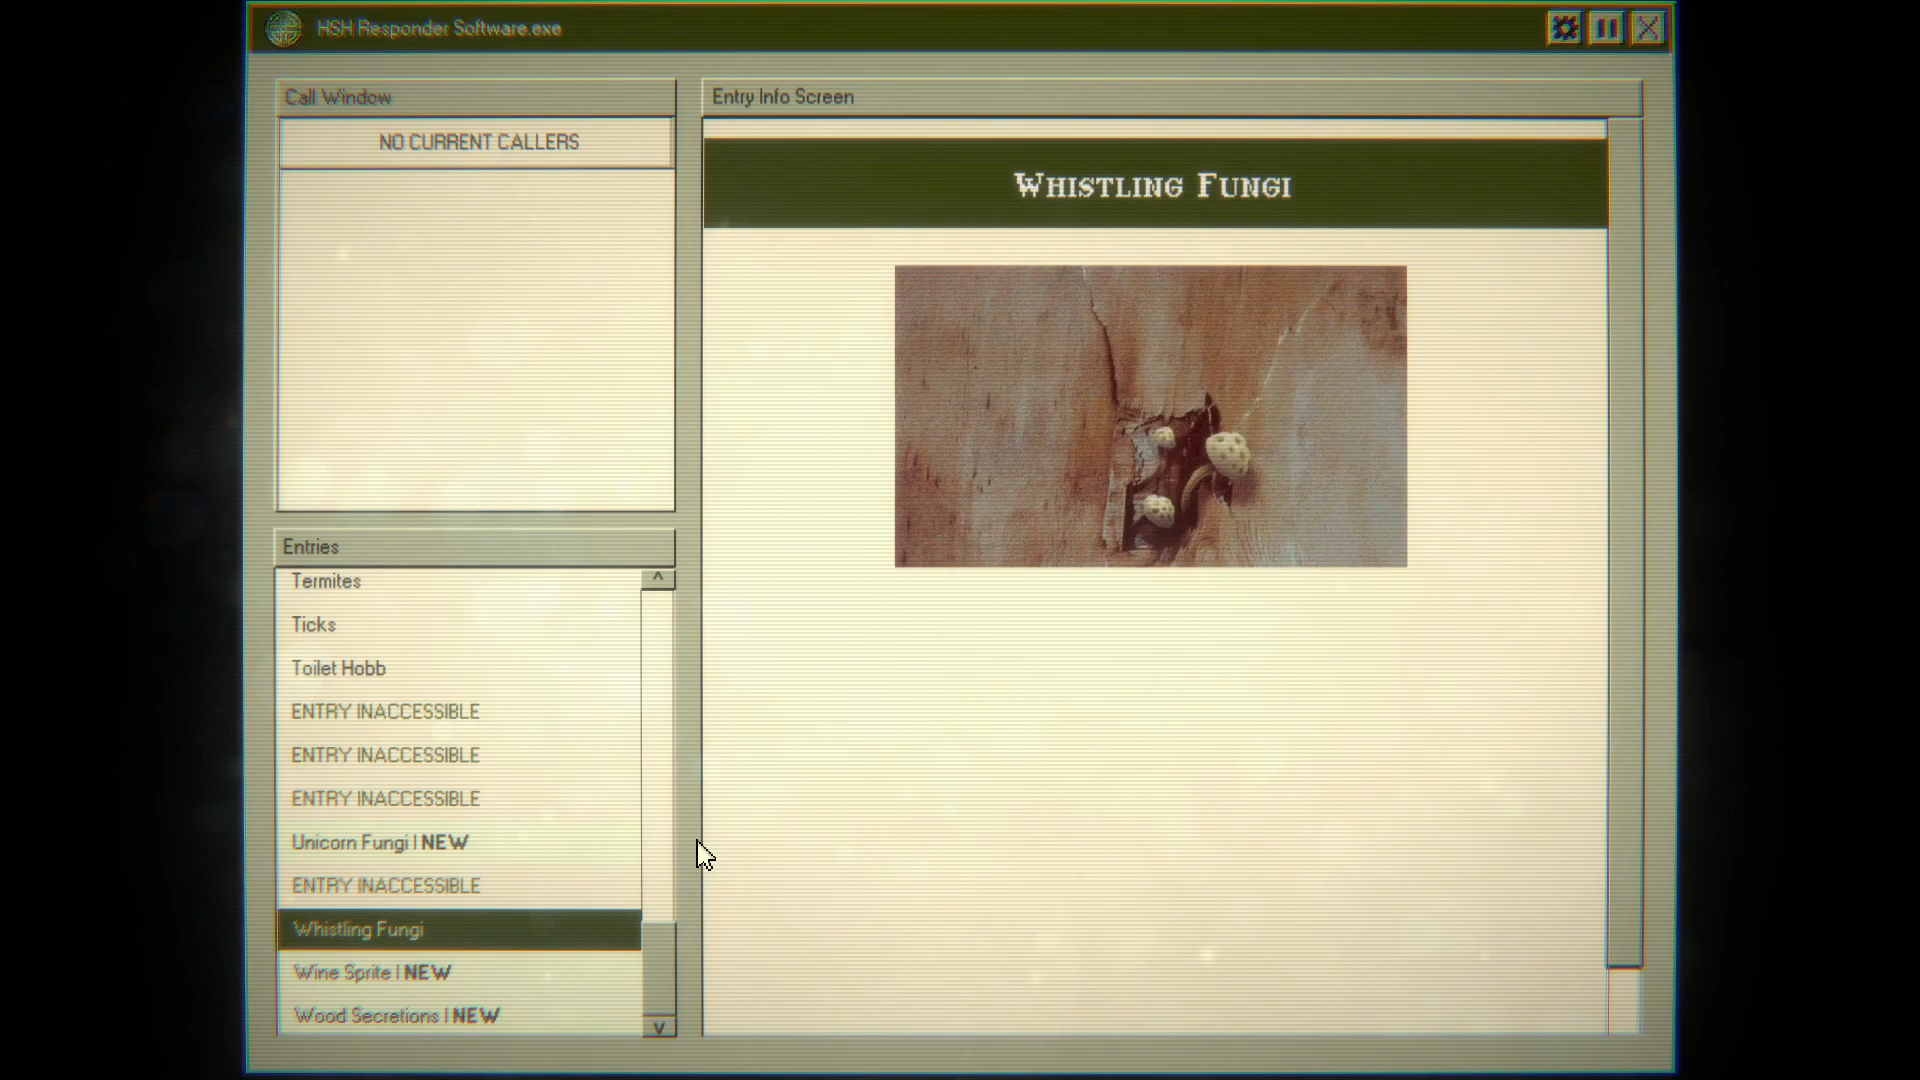 HSH Responder Software.exe
Call Window
NO CURRENT CALLERS
Entries
Termites
Ticks
Toilet Hobb
ENTRY INACCESSIBLE
ENTRY INACCESSIBLE
ENTRY INACCESSIBLE
Unicorn Fungi | NEW
ENTRY INACCESSIBLE
Whistling Fungi
Wine Sprite | NEW
Wood Secretions | NEW
Entry Info Screen
Whistling Fungi